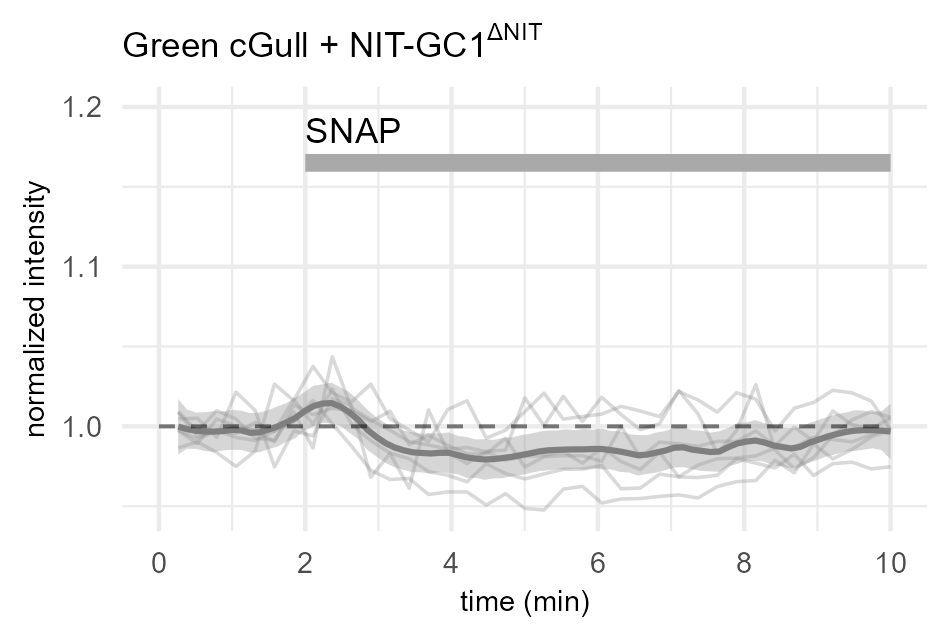 Green cGull + NIT-GC1ΔNIT
1.2
SNAP
1.1
1.0
normalized intensity
0 2 4 6 8 10
time (min)